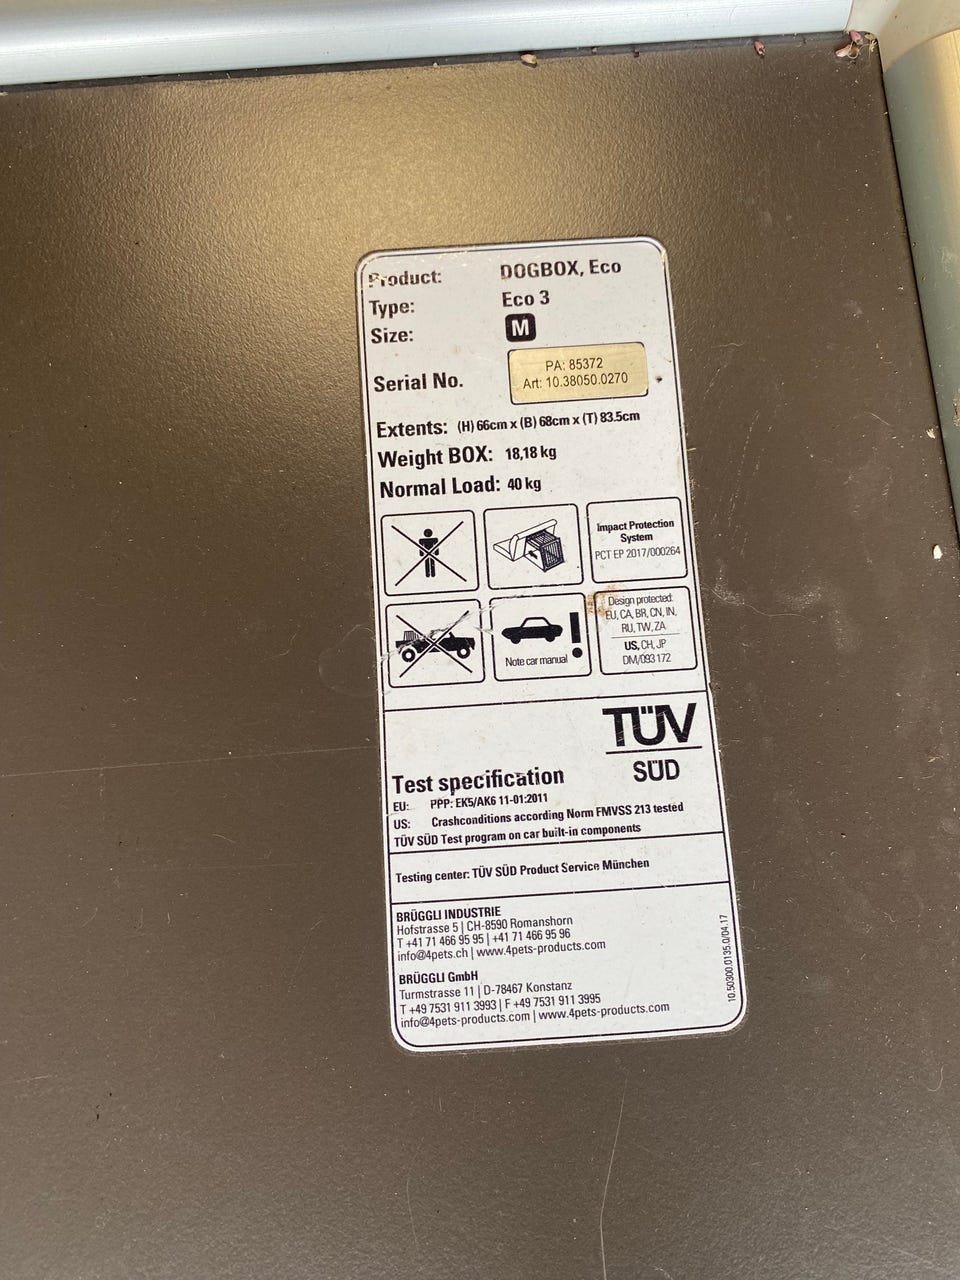 Product: DOGBOX, Eco
Type: Eco 3
Size: M
Serial No. PA: 85372
Art: 10.38050.0270
Extents: (H) 66cm x (B) 68cm x (T) 83.5cm
Weight BOX: 18,18 kg
Normal Load: 40 kg
Impact Protection
System
PCT EP 2017/000264
Note car manual
!
Design protected:
EU, CA, BR, CN, IN,
RU, TW, ZA
US, CH, JP
DM/093 172
TÜV
SÜD
Test specification
EU: PPP: EK5/AK6 11-01:2011
US: Crashconditions according Norm FMVSS 213 tested
TÜV SÜD Test program on car built-in components
Testing center: TÜV SÜD Product Service München
BRÜGGLI INDUSTRIE
Hofstrasse 5 | CH-8590 Romanshorn
T +41 71 466 95 95 | +41 71 466 95 96
info@4pets.ch | www.4pets-products.com
BRÜGGLI GmbH
Turmstrasse 11 | D-78467 Konstanz
T +49 7531 911 3993 | F +49 7531 911 3995
info@4pets-products.com | www.4pets-products.com
10.50300.0135.0/04.17